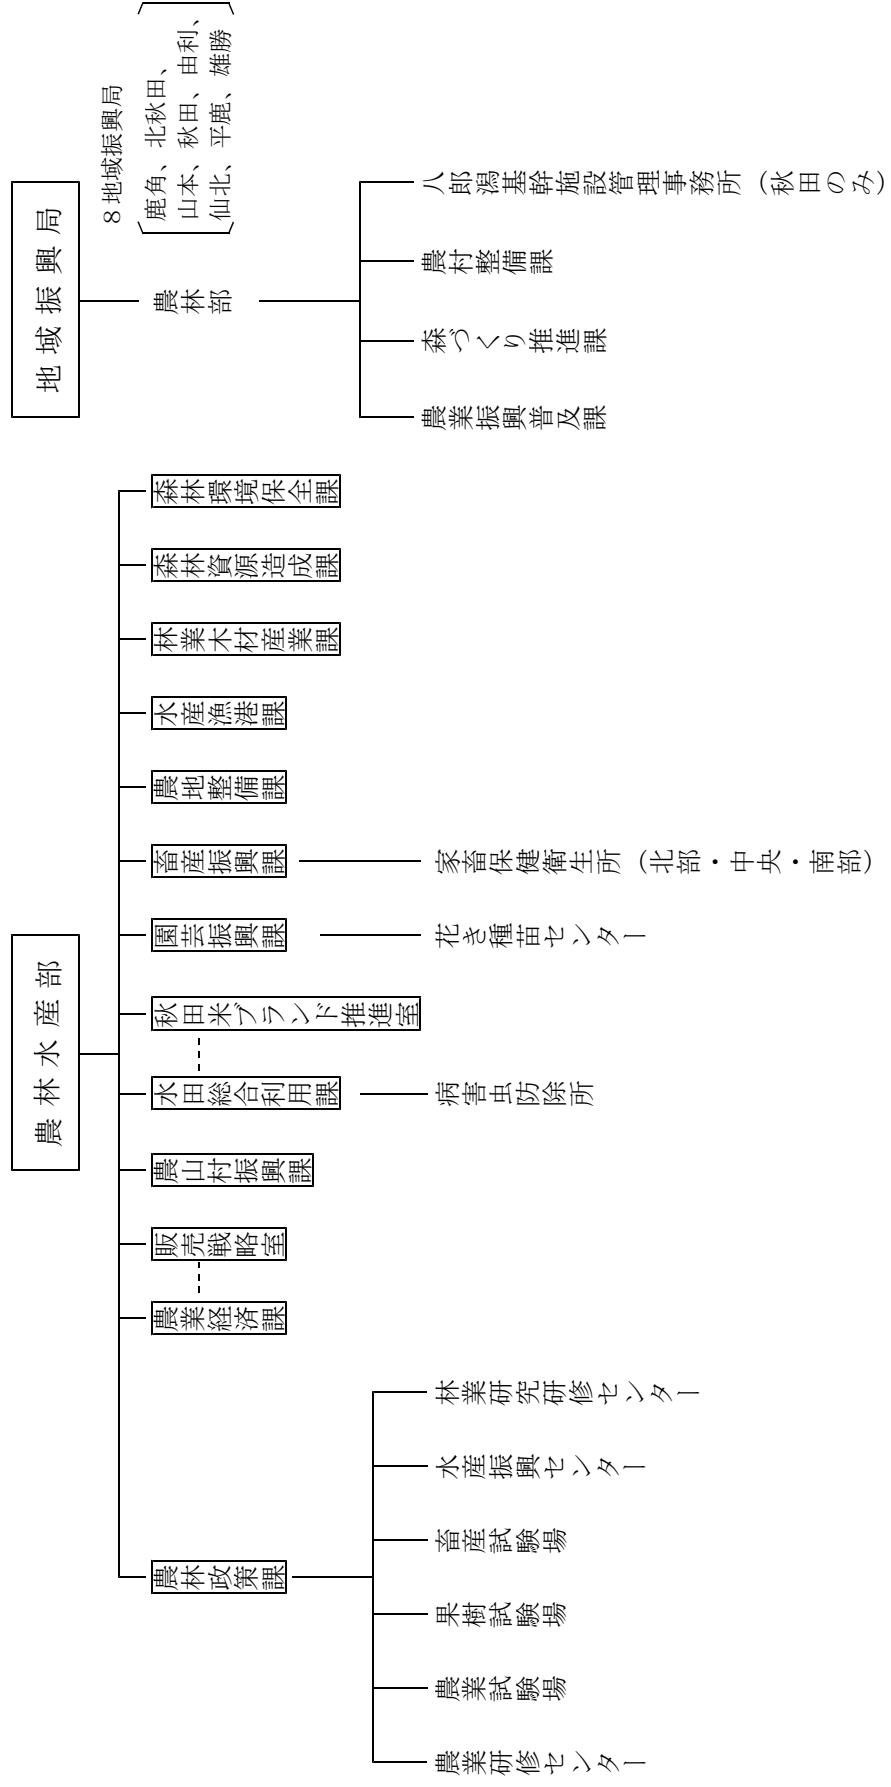 農林水産部
農林政策課
農業研修センター
農業試験場
果樹試験場
畜産試験場
水産振興センター
林業研究研修センター
農業経済課
販売戦略室
農山村振興課
水田総合利用課
病害虫防除所
秋田米ブランド推進室
園芸振興課
花き種苗センター
畜産振興課
家畜保健衛生所（北部・中央・南部）
農地整備課
水産漁港課
林業木材産業課
森林資源造成課
森林環境保全課
地域振興局
８地域振興局
鹿角、北秋田、
山本、秋田、由利、
仙北、平鹿、雄勝
農林部
農業振興普及課
森づくり推進課
農村整備課
八郎潟基幹施設管理事務所（秋田のみ）